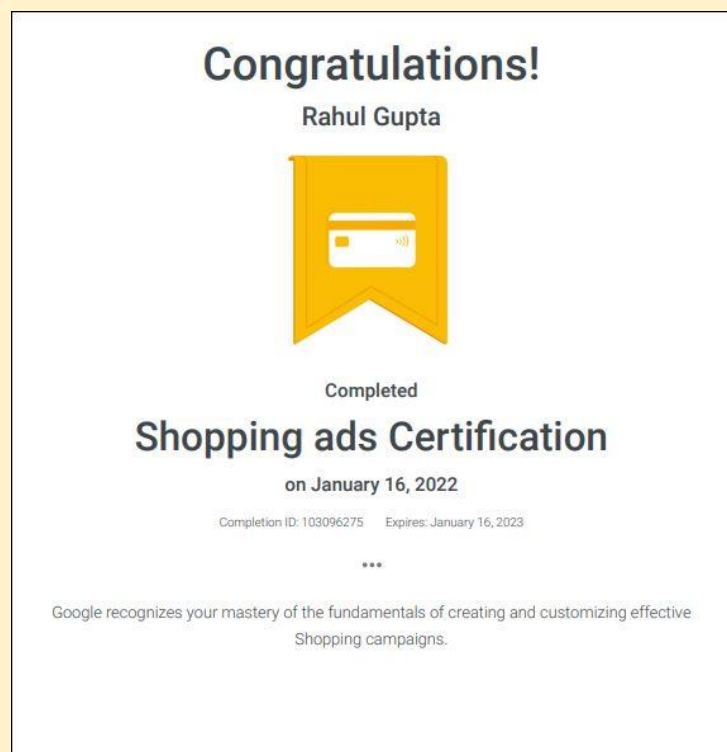 Congratulations!
Rahul Gupta
Completed
Shopping ads Certification
on January 16, 2022
Completion ID: 103096275 Expires: January 16, 2023
•••
Google recognizes your mastery of the fundamentals of creating and customizing effective
Shopping campaigns.